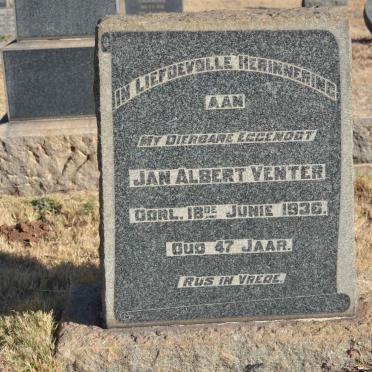 IN LIEFDEVOLLE HERINNERING
AAN
MY DIERBARE EGGENOOT
JAN ALBERT VENTER
OORL. 18DE JUNIE 1936.
OUD 47 JAAR.
RUS IN VREDE.